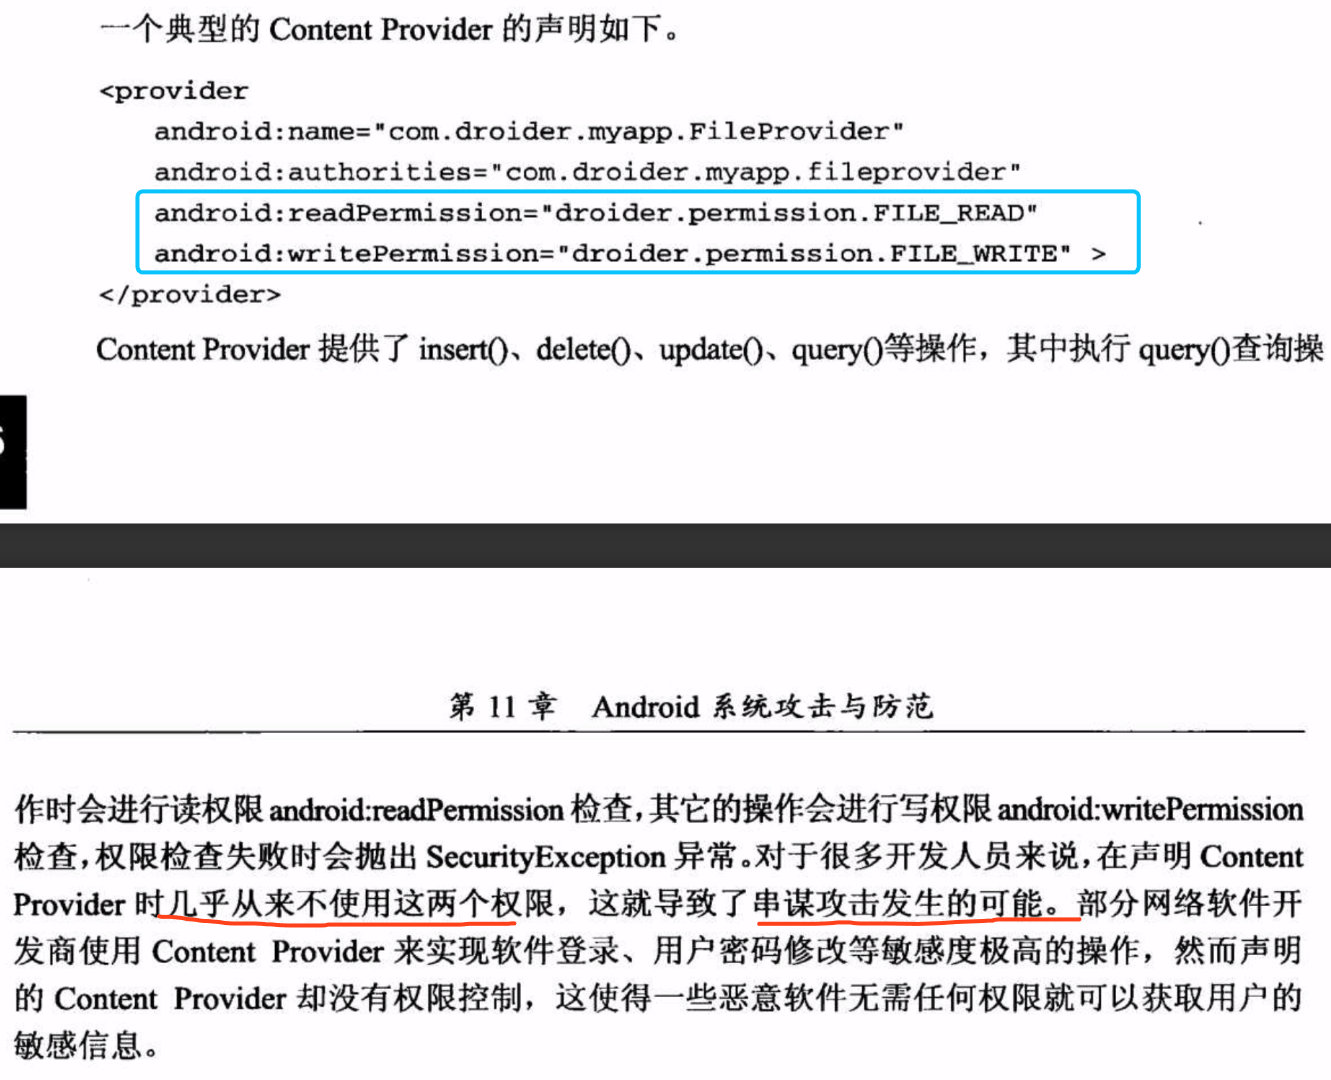 一个典型的 Content Provider 的声明如下。
<provider
android:name="com.droider.myapp.FileProvider"
android:authorities="com.droider.myapp.fileprovider"
android:readPermission="droider.permission.FILE_READ"
android:writePermission="droider.permission.FILE_WRITE" >
</provider>
Content Provider 提供了 insert()、delete()、update()、query()等操作，其中执行 query()查询操
第 11 章 Android 系统攻击与防范
作时会进行读权限 android:readPermission 检查，其它的操作会进行写权限 android:writePermission
检查，权限检查失败时会抛出 SecurityException 异常。对于很多开发人员来说，在声明 Content
Provider 时几乎从来不使用这两个权限，这就导致了串谋攻击发生的可能。部分网络软件开
发商使用 Content Provider 来实现软件登录、用户密码修改等敏感度极高的操作，然而声明
的 Content Provider 却没有权限控制，这使得一些恶意软件无需任何权限就可以获取用户的
敏感信息。